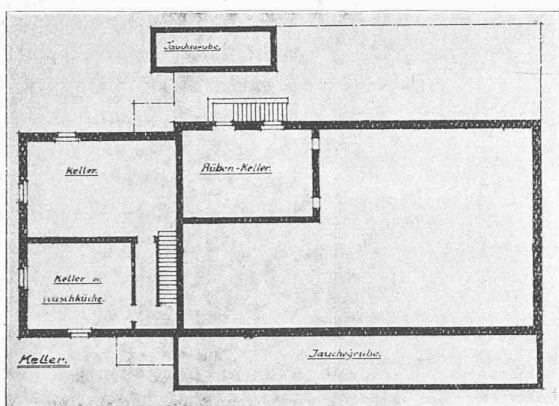 Jauchegrube.
Keller.
Rüben-Keller.
Keller u.
Waschküche.
Keller.
Jauchegrube.